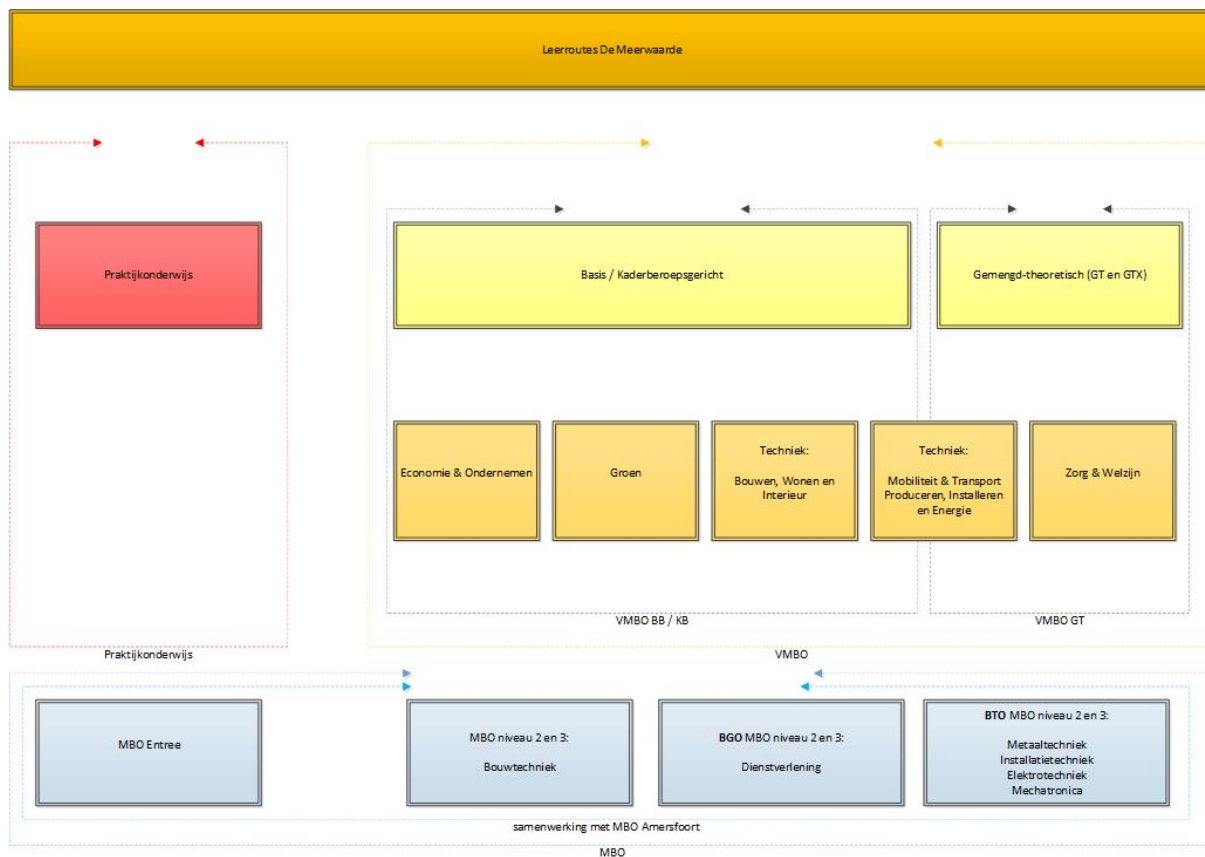 Leerroutes De Meerwaarde
Praktijkonderwijs
Basis / Kaderberoepsgericht
Gemengd-theoretisch (GT en GTX)
Economie & Ondernemen
Groen
Techniek:
Bouwen, Wonen en
Interieur
Techniek:
Mobiliteit & Transport
Produceren, Installeren
en Energie
Zorg & Welzijn
VMBO BB / KB
VMBO GT
Praktijkonderwijs
VMBO
MBO Entree
MBO niveau 2 en 3:
Bouwtechniek
BGO MBO niveau 2 en 3:
Dienstverlening
BTO MBO niveau 2 en 3:
Metaaltechniek
Installatietechniek
Elektrotechniek
Mechatronica
samenwerking met MBO Amersfoort
MBO